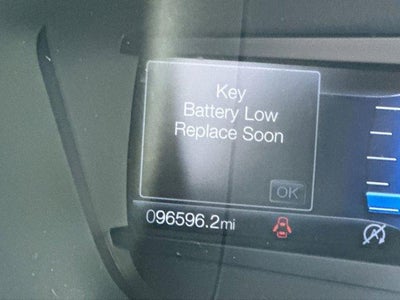 Key
Battery Low
Replace Soon
OK
096596.2mi